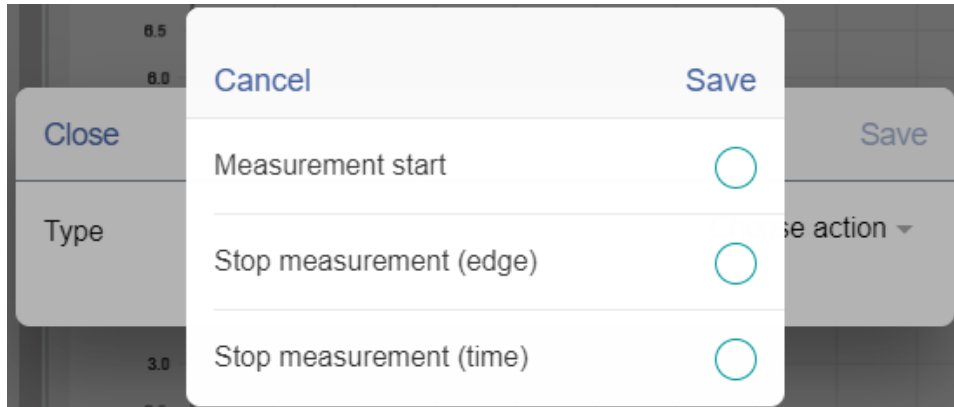 6.5
6.0
Cancel Save
Close Save
Measurement start
Type se action
Stop measurement (edge)
Stop measurement (time)
3.0